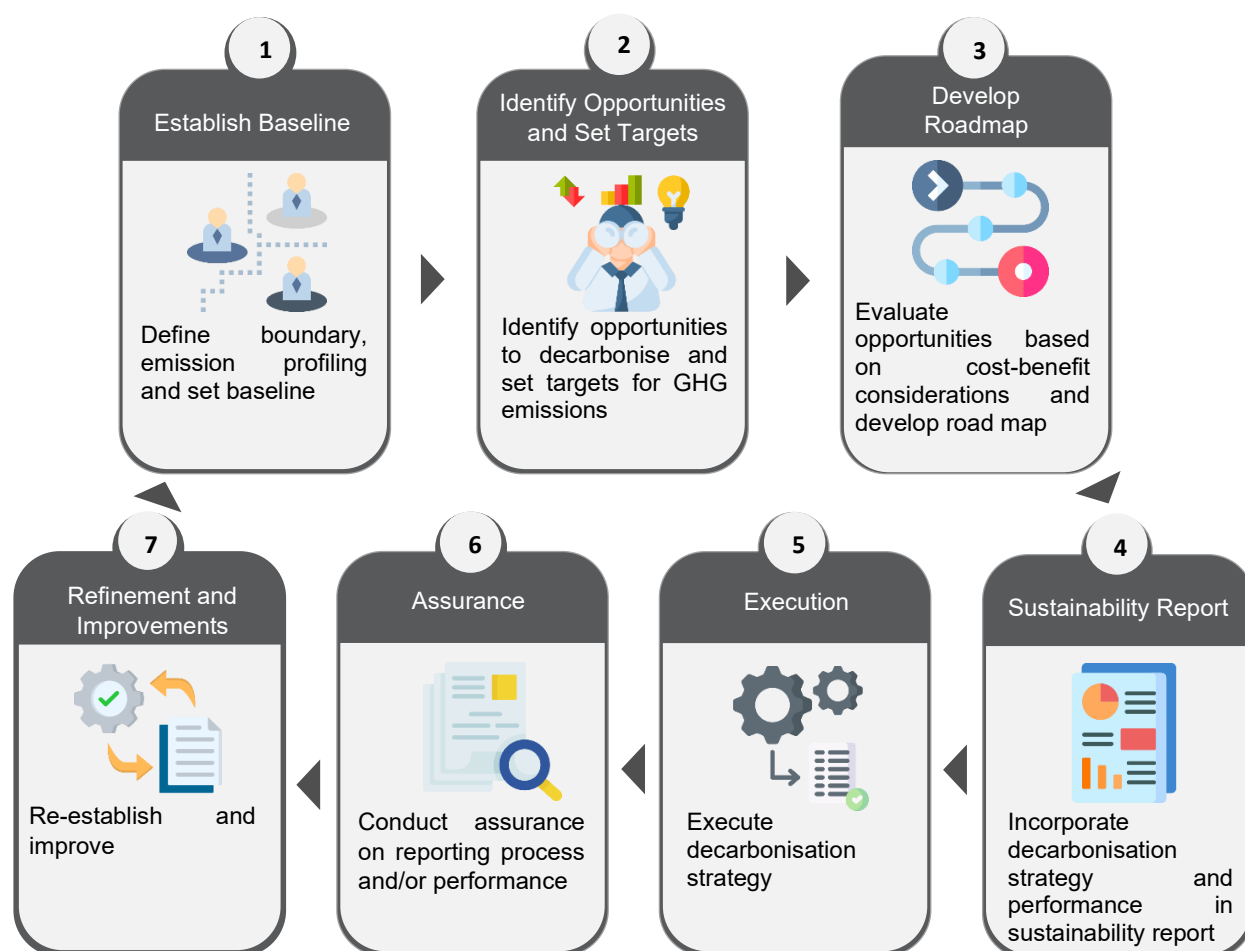 1
Establish Baseline
Define boundary,
emission profiling
and set baseline
2
Identify Opportunities
and Set Targets
Identify opportunities
to decarbonise and
set targets for GHG
emissions
3
Develop
Roadmap
Evaluate
opportunities based
on cost-benefit
considerations and
develop road map
4
Sustainability Report
Incorporate
decarbonisation
strategy and
performance in
sustainability report
5
Execution
Execute
decarbonisation
strategy
6
Assurance
Conduct assurance
on reporting process
and/or performance
7
Refinement and
Improvements
Re-establish and
improve